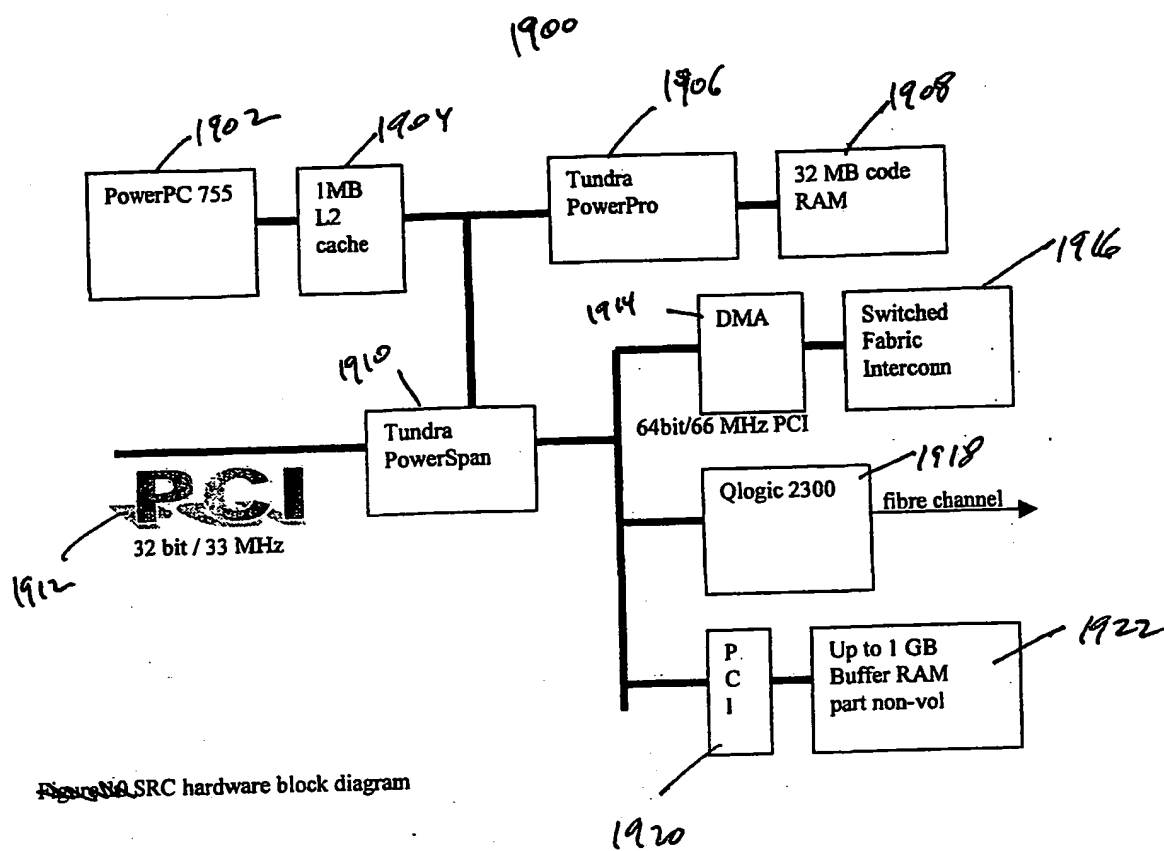 1900
1902
1904
1906
1908
PowerPC 755
1MB
L2
cache
Tundra
PowerPro
32 MB code
RAM
1910
1914
1916
Tundra
PowerSpan
DMA
Switched
Fabric
Interconn
64bit/66 MHz PCI
PCI
32 bit / 33 MHz
1912
Qlogic 2300
1918
fibre channel
P
C
I
Up to 1 GB
Buffer RAM
part non-vol
1922
1920
SRC hardware block diagram